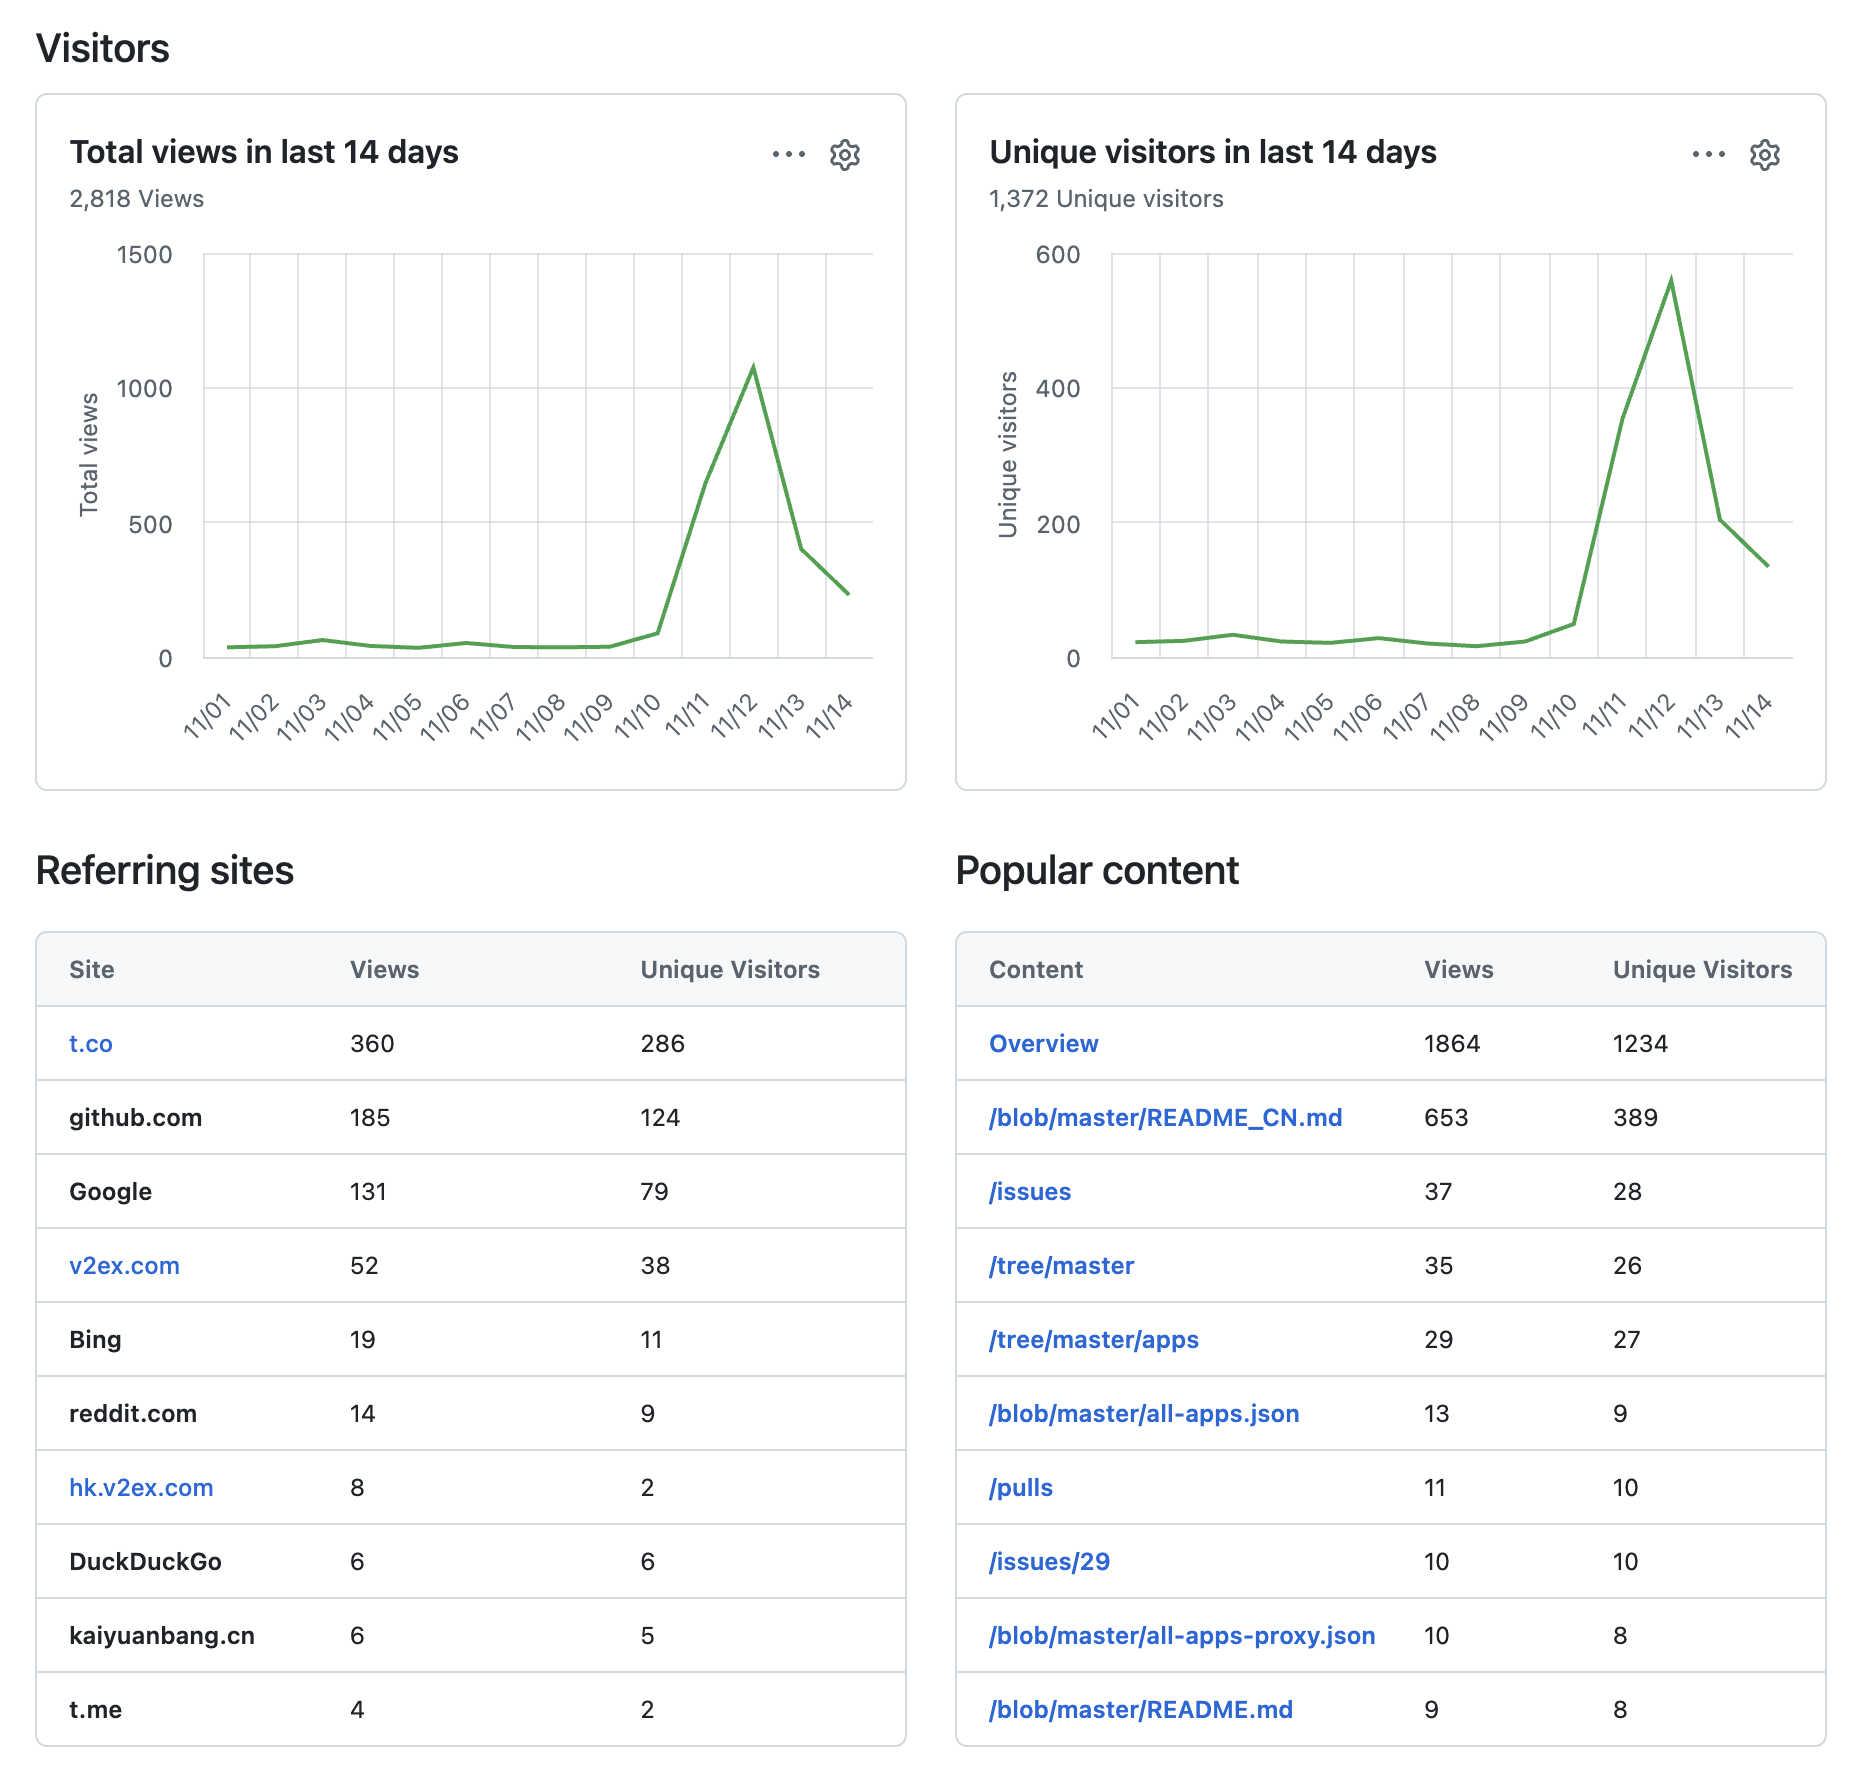 Visitors
Total views in last 14 days
2,818 Views
1500
1000
500
0
Total views
11/01 11/02 11/03 11/04 11/05 11/06 11/07 11/08 11/09 11/10 11/11 11/12 11/13 11/14
Unique visitors in last 14 days
1,372 Unique visitors
600
400
200
0
Unique visitors
11/01 11/02 11/03 11/04 11/05 11/06 11/07 11/08 11/09 11/10 11/11 11/12 11/13 11/14
Referring sites
Site Views Unique Visitors
t.co 360 286
github.com 185 124
Google 131 79
v2ex.com 52 38
Bing 19 11
reddit.com 14 9
hk.v2ex.com 8 2
DuckDuckGo 6 6
kaiyuanbang.cn 6 5
t.me 4 2
Popular content
Content Views Unique Visitors
Overview 1864 1234
/blob/master/README_CN.md 653 389
/issues 37 28
/tree/master 35 26
/tree/master/apps 29 27
/blob/master/all-apps.json 13 9
/pulls 11 10
/issues/29 10 10
/blob/master/all-apps-proxy.json 10 8
/blob/master/README.md 9 8